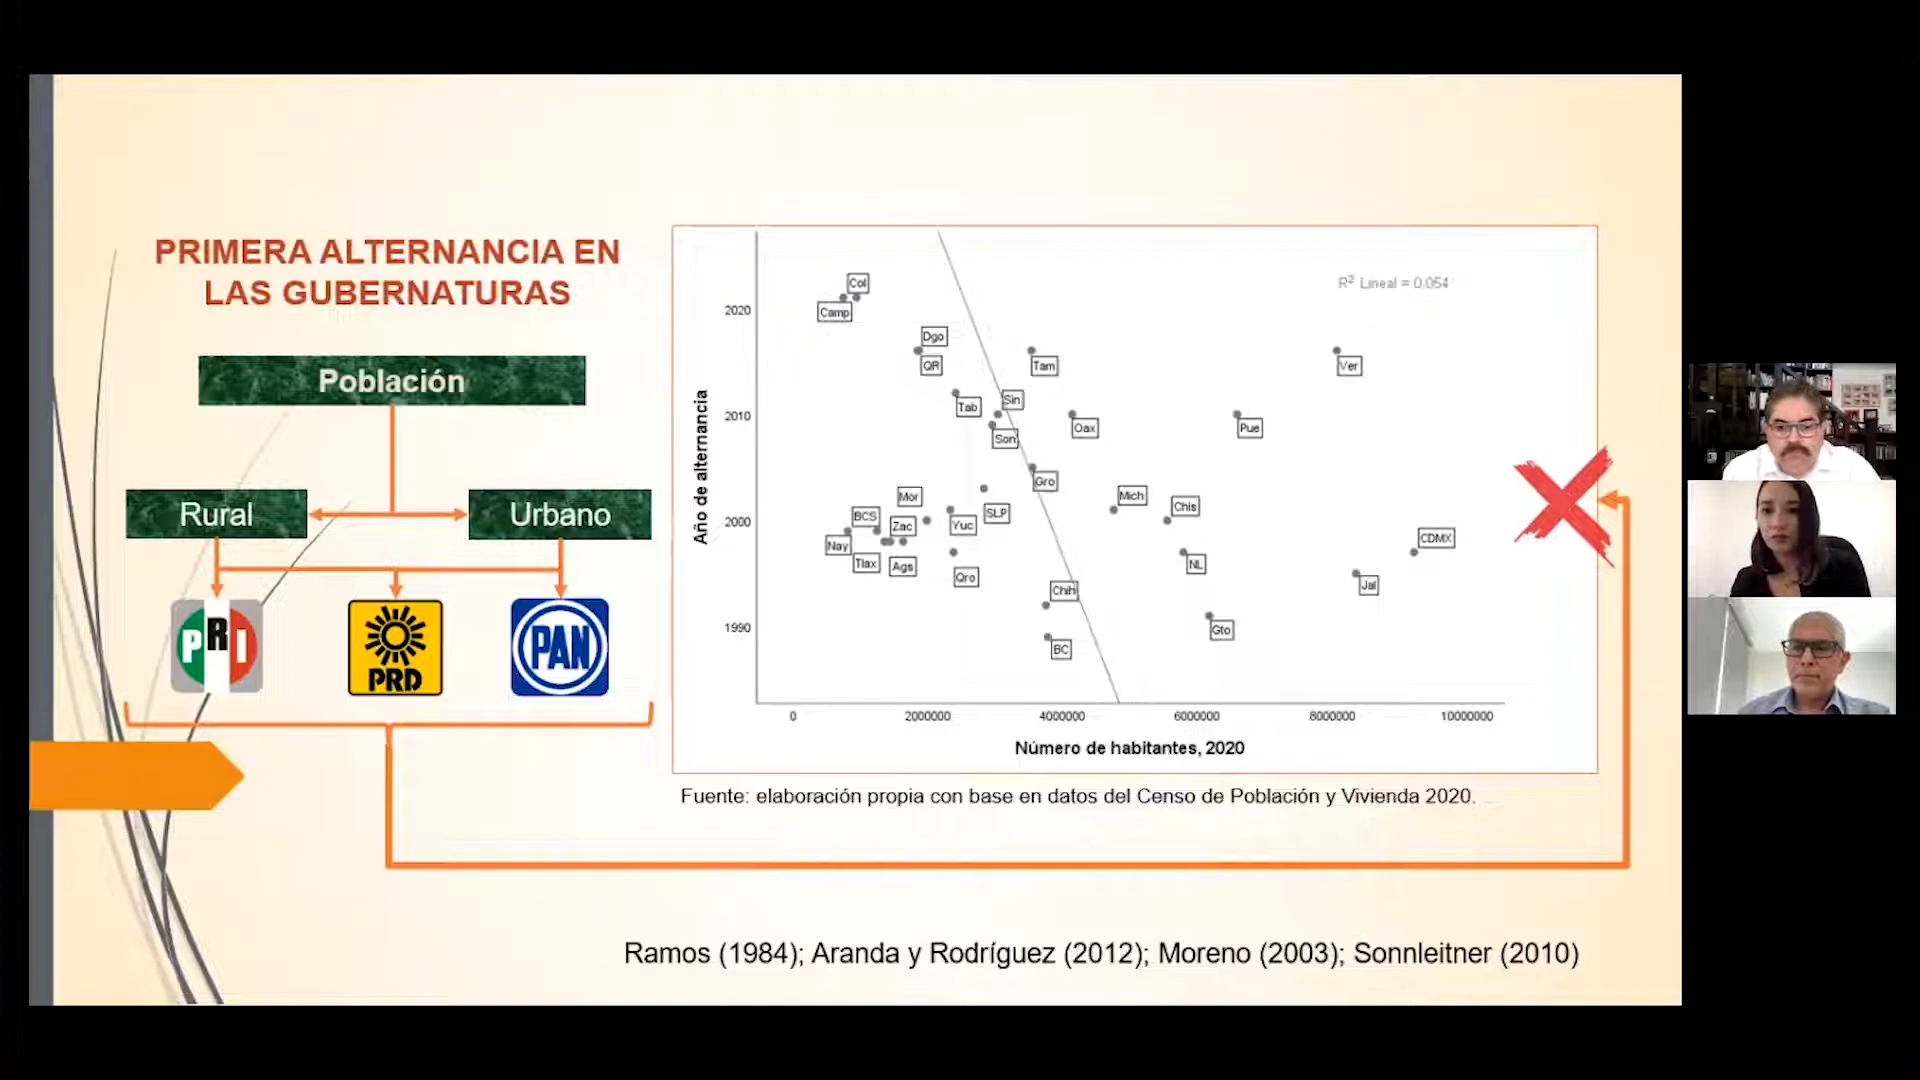 PRIMERA ALTERNANCIA EN
LAS GUBERNATURAS
Población
Rural
Urbano
PRI
PRD
PAN
R² Lineal = 0.054
Año de alternancia
2020
2010
2000
1990
Col
Camp
Dgo
QR
Tam
Ver
Tab
Sin
Son
Oax
Pue
Gro
Mor
Mich
BCS
Zac
Yuc
SLP
Chis
Nay
CDMX
Tlax
Ags
Qro
NL
Chih
Jal
Gto
BC
0
2000000
4000000
6000000
8000000
10000000
Número de habitantes, 2020
Fuente: elaboración propia con base en datos del Censo de Población y Vivienda 2020.
Ramos (1984); Aranda y Rodríguez (2012); Moreno (2003); Sonnleitner (2010)